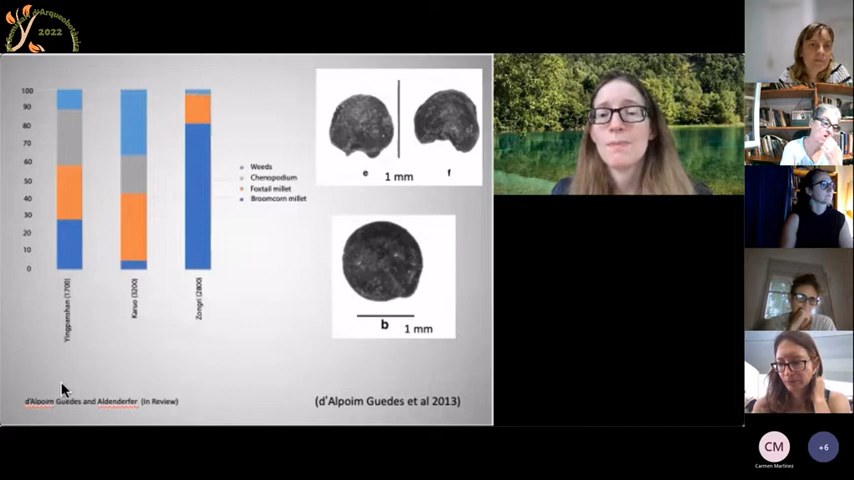 Seminari d'Arqueobotànica
2022
100
90
80
70
60
50
40
30
20
10
0
Yingpanshan (1700)
Karuo (3200)
Zongri (2800)
Weeds
Chenopodium
Foxtail millet
Broomcorn millet
e
1 mm
f
b
1 mm
d'Alpoim Guedes and Aldenderfer (In Review)
(d'Alpoim Guedes et al 2013)
CM
Carmen Martínez
+6